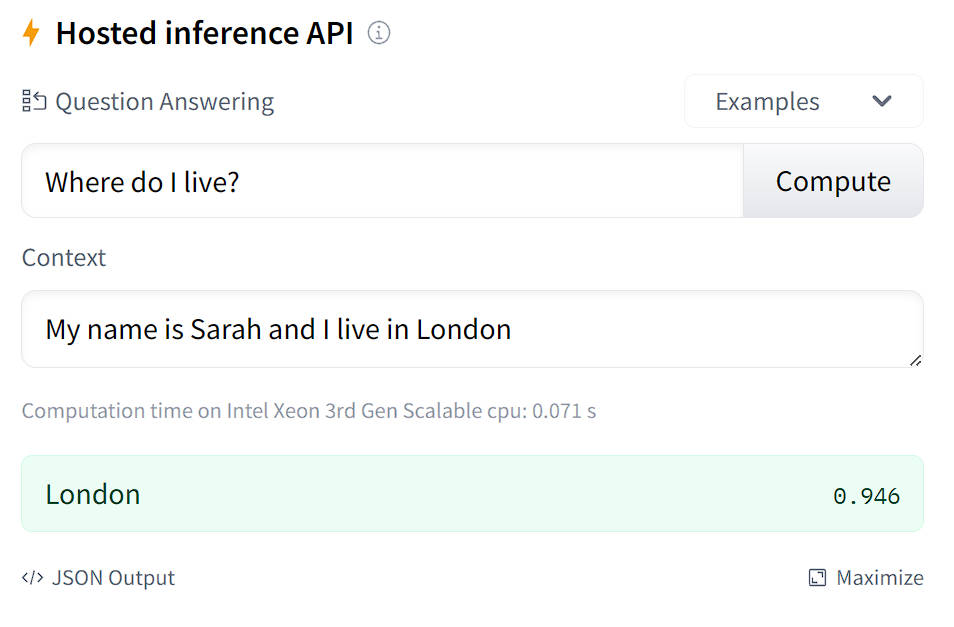 Hosted inference API
Question Answering
Examples
Where do I live?
Compute
Context
My name is Sarah and I live in London
Computation time on Intel Xeon 3rd Gen Scalable cpu: 0.071 s
London 0.946
</> JSON Output
Maximize